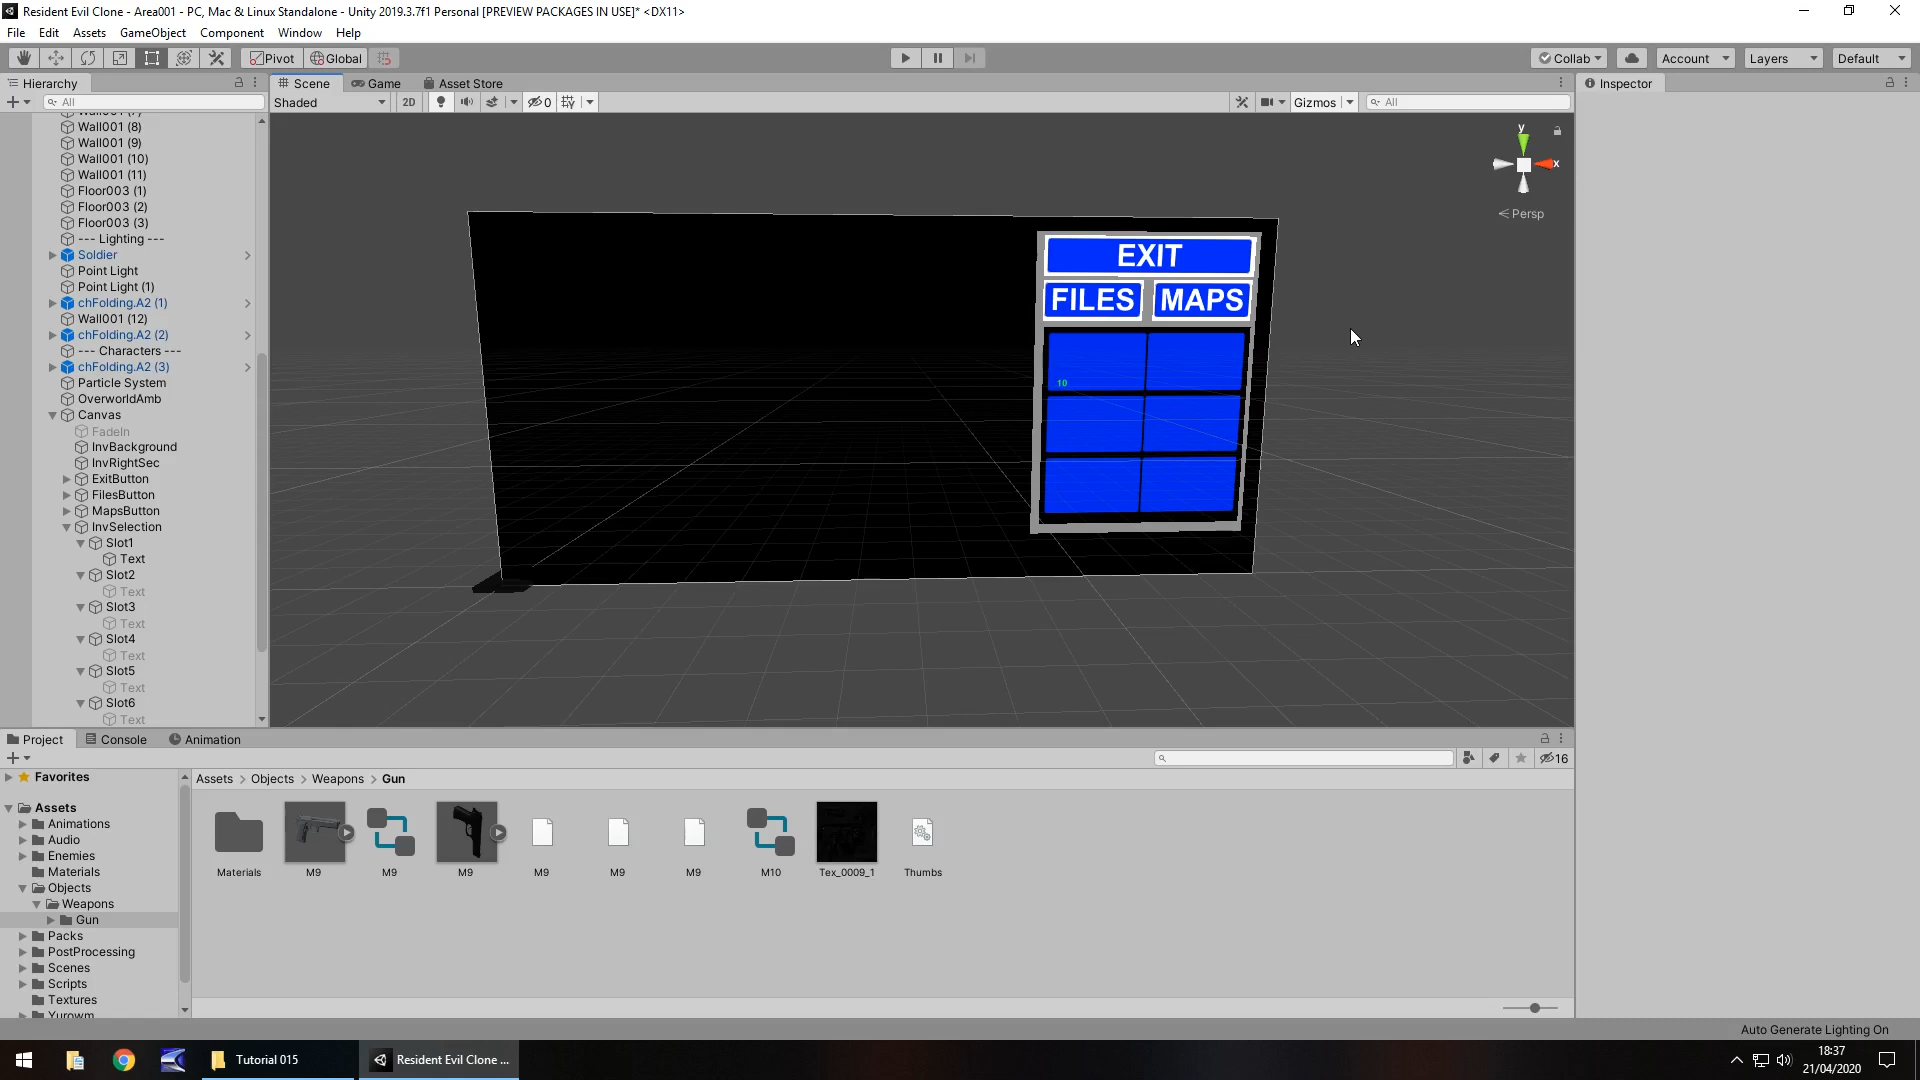 Resident Evil Clone - Area001 - PC, Mac & Linux Standalone - Unity 2019.3.7f1 Personal [PREVIEW PACKAGES IN USE]* <DX11>
File Edit Assets GameObject Component Window Help
Pivot Global Collab Account Layers Default
Hierarchy Scene Game Asset Store Inspector
All Shaded 2D 0 Gizmos All
Wall001 (7)
Wall001 (8)
Wall001 (9)
Wall001 (10)
Wall001 (11)
Floor003 (1)
Floor003 (2)
Floor003 (3)
--- Lighting ---
Soldier
Point Light
Point Light (1)
chFolding.A2 (1)
Wall001 (12)
chFolding.A2 (2)
--- Characters ---
chFolding.A2 (3)
Particle System
OverworldAmb
Canvas
FadeIn
InvBackground
InvRightSec
ExitButton
FilesButton
MapsButton
InvSelection
Slot1
Text
Slot2
Text
Slot3
Text
Slot4
Text
Slot5
Text
Slot6
Text
y
x
Persp
EXIT
FILES MAPS
10
Project Console Animation
16
Favorites
Assets
Animations
Audio
Enemies
Materials
Objects
Weapons
Gun
Packs
PostProcessing
Scenes
Scripts
Textures
Yurowm
Assets > Objects > Weapons > Gun
Materials M9 M9 M9 M9 M9 M9 M10 Tex_0009_1 Thumbs
Auto Generate Lighting On
Tutorial 015 Resident Evil Clone ...
18:37
21/04/2020